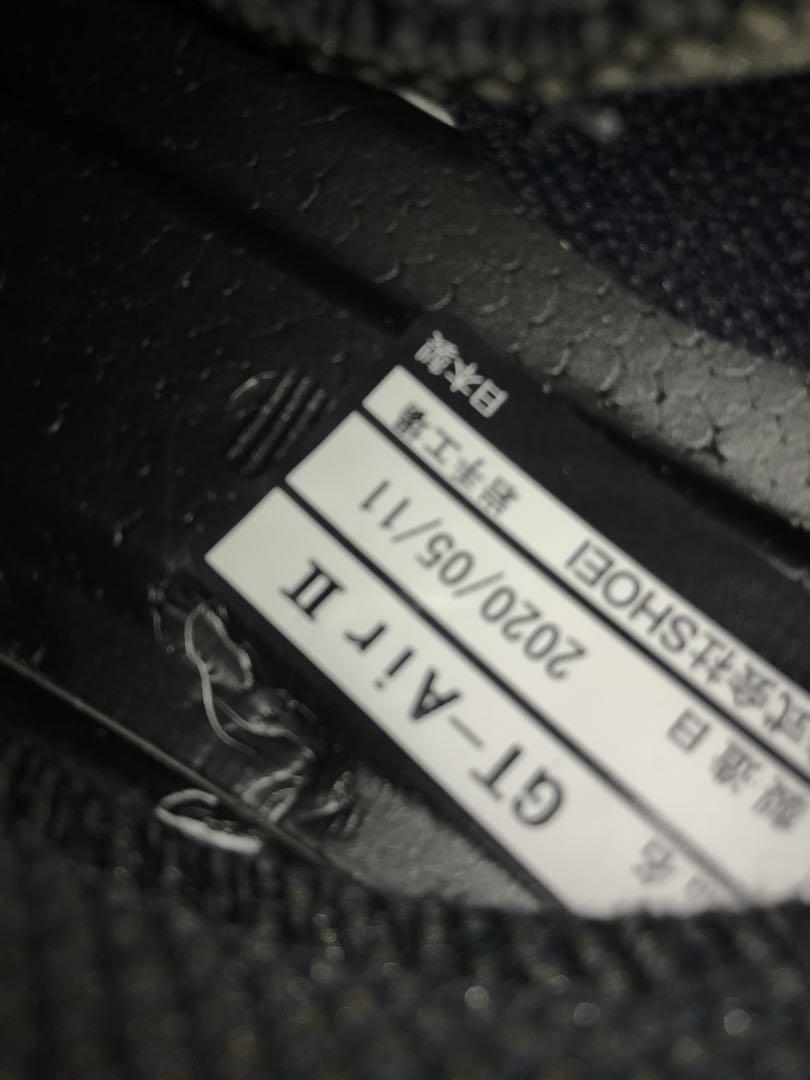 名 GT-Air II
製造日 2020/05/11
式会社SHOEI 岩手工場
日本製